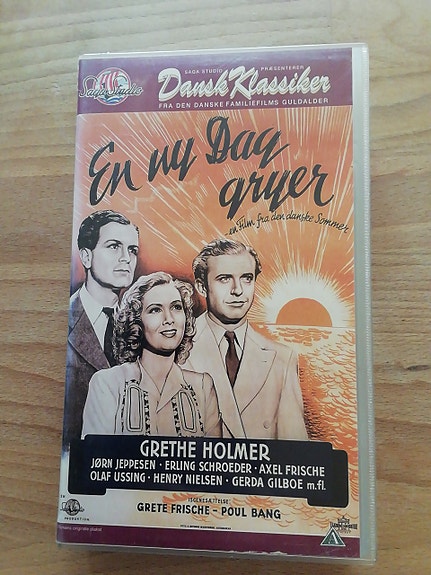 SAGA STUDIO PRÆSENTERER
Saga Studio
Dansk Klassiker
FRA DEN DANSKE FAMILIEFILMS GULDALDER
En ny Dag
gryer
- en Film fra den danske Sommer
GRETHE HOLMER
JØRN JEPPESEN · ERLING SCHROEDER · AXEL FRISCHE
OLAF USSING · HENRY NIELSEN · GERDA GILBOE m.fl.
ISCENESÆTTELSE:
GRETE FRISCHE - POUL BANG
PRODUKTION
A